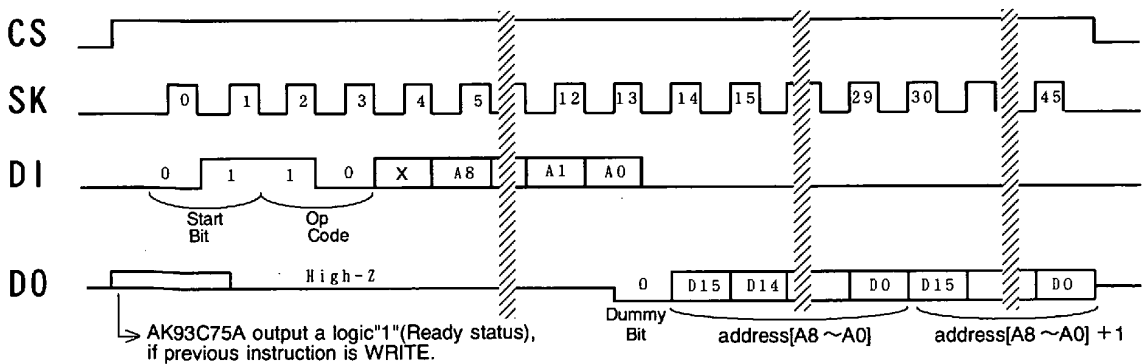 CS
SK 0 1 2 3 4 5 12 13 14 15 29 30 45
DI 0 1 1 0 X A8 A1 A0
Start Bit
Op Code
DO High-Z 0 D15 D14 D0 D15 D0
Dummy Bit
address[A8 ~A0]
address[A8 ~A0] +1
AK93C75A output a logic"1"(Ready status),
if previous instruction is WRITE.